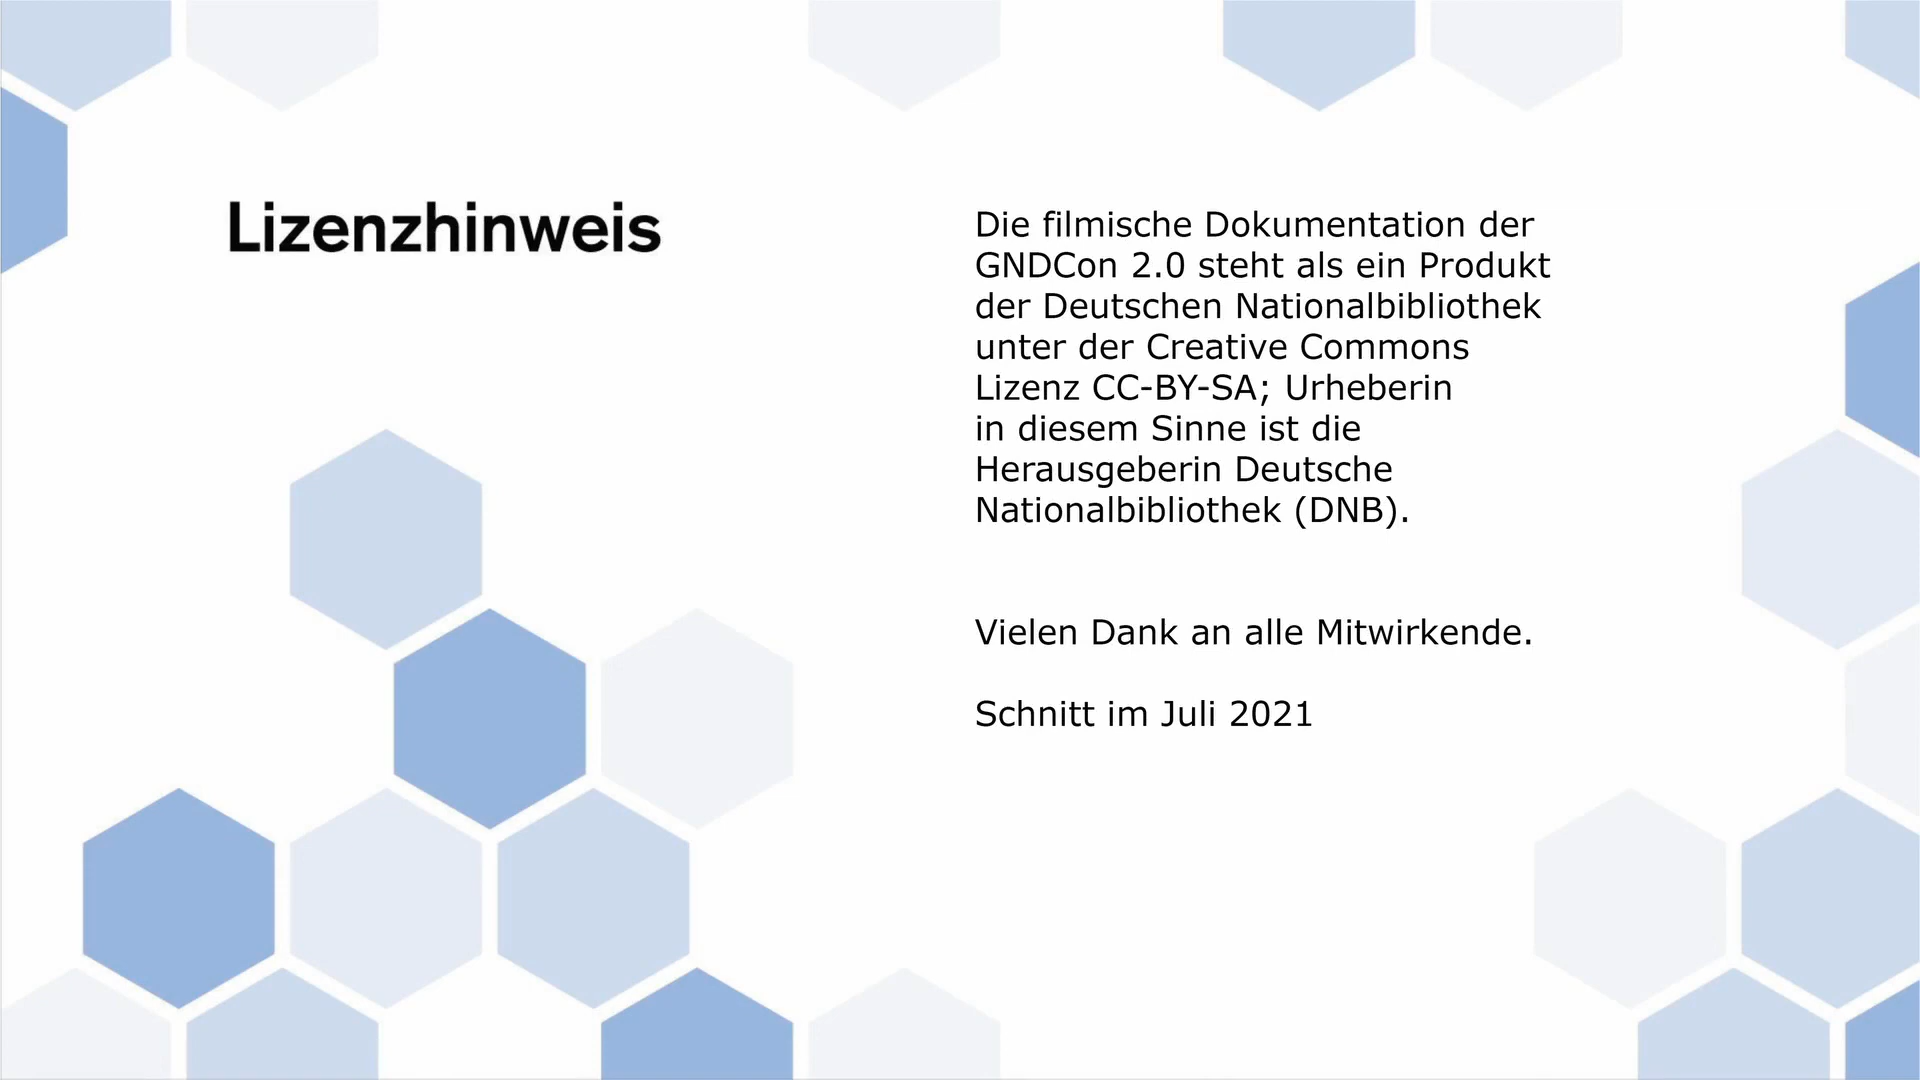 Lizenzhinweis
Die filmische Dokumentation der
GNDCon 2.0 steht als ein Produkt
der Deutschen Nationalbibliothek
unter der Creative Commons
Lizenz CC-BY-SA; Urheberin
in diesem Sinne ist die
Herausgeberin Deutsche
Nationalbibliothek (DNB).
Vielen Dank an alle Mitwirkende.
Schnitt im Juli 2021